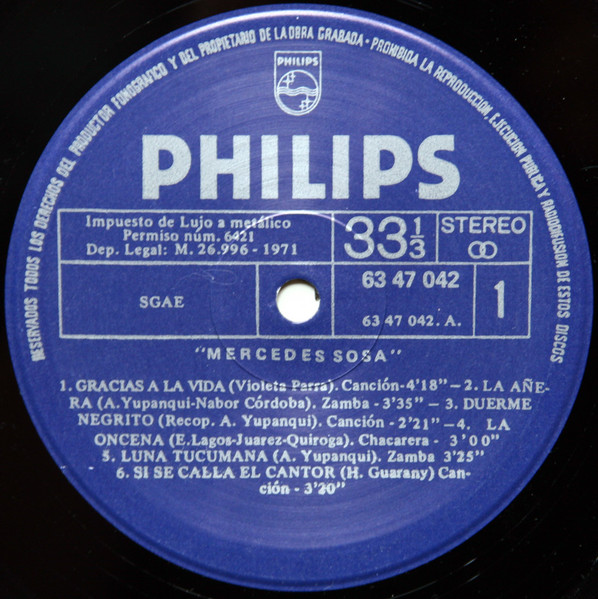 RESERVADOS TODOS LOS DERECHOS DEL PRODUCTOR FONOGRAFICO Y DEL PROPIETARIO DE LA OBRA GRABADA - PROHIBIDA LA REPRODUCCION, EJECUCION PUBLICA Y RADIODIFUSION DE ESTOS DISCOS
PHILIPS
PHILIPS
Impuesto de Lujo a metálico
Permiso núm. 6421
Dep. Legal: M. 26.996 - 1971
33 1/3
STEREO
SGAE
63 47 042
63 47 042. A.
1
"MERCEDES SOSA"
1. GRACIAS A LA VIDA (Violeta Parra). Canción-4'18" - 2. LA AÑE-
RA (A. Yupanqui-Nabor Córdoba). Zamba - 3'35" - 3. DUERME
NEGRITO (Recop. A. Yupanqui). Canción - 2'21" - 4. LA
ONCENA (E. Lagos-Juarez-Quiroga). Chacarera - 3'00"
5. LUNA TUCUMANA (A. Yupanqui). Zamba 3'25"
6. SI SE CALLA EL CANTOR (H. Guarany) Can-
ción - 3'20"